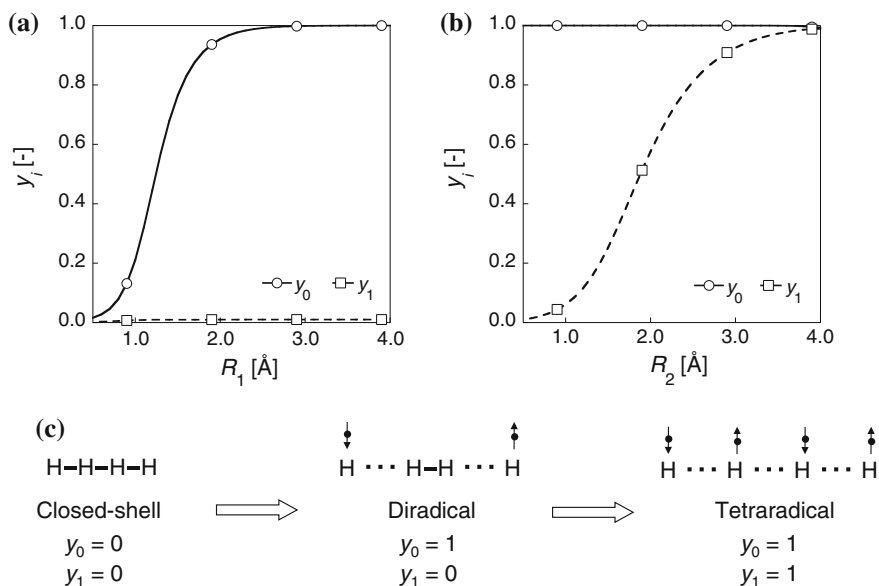 (a)
1.0
0.8
0.6
0.4
0.2
0.0
y_i [-]
y_0 y_1
1.0 2.0 3.0 4.0
R_1 [Å]
(b)
1.0
0.8
0.6
0.4
0.2
0.0
y_i [-]
y_0 y_1
1.0 2.0 3.0 4.0
R_2 [Å]
(c)
H–H–H–H
H ··· H–H ··· H
H ··· H ··· H ··· H
Closed-shell
Diradical
Tetraradical
y_0 = 0
y_0 = 1
y_0 = 1
y_1 = 0
y_1 = 0
y_1 = 1